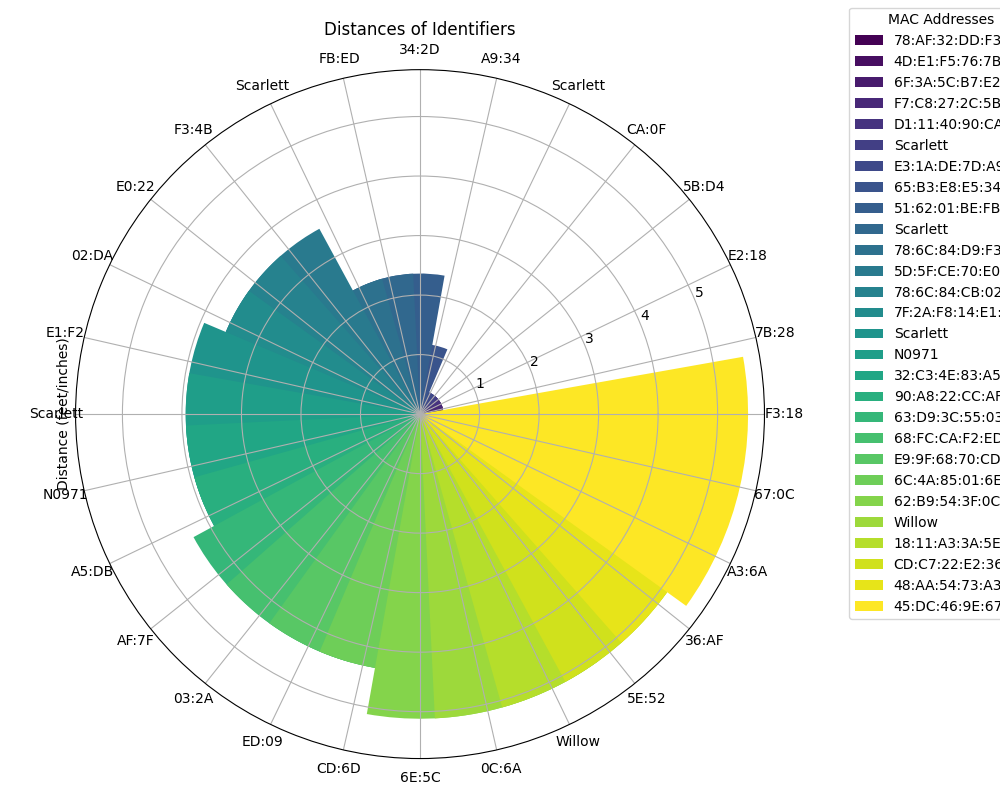 Distances of Identifiers
34:2D
FB:ED
A9:34
Scarlett
Scarlett
F3:4B
CA:0F
E0:22
5B:D4
02:DA
E2:18
E1:F2
7B:28
Scarlett
F3:18
N0971
67:0C
A5:DB
A3:6A
AF:7F
36:AF
03:2A
5E:52
ED:09
Willow
CD:6D
0C:6A
6E:5C
1
2
3
4
5
Distance (feet/inches)
MAC Addresses
78:AF:32:DD:F3
4D:E1:F5:76:7B
6F:3A:5C:B7:E2
F7:C8:27:2C:5B
D1:11:40:90:CA
Scarlett
E3:1A:DE:7D:A9
65:B3:E8:E5:34
51:62:01:BE:FB
Scarlett
78:6C:84:D9:F3
5D:5F:CE:70:E0
78:6C:84:CB:02
7F:2A:F8:14:E1:
Scarlett
N0971
32:C3:4E:83:A5
90:A8:22:CC:AF
63:D9:3C:55:03
68:FC:CA:F2:ED
E9:9F:68:70:CD
6C:4A:85:01:6E
62:B9:54:3F:0C
Willow
18:11:A3:3A:5E
CD:C7:22:E2:36
48:AA:54:73:A3
45:DC:46:9E:67